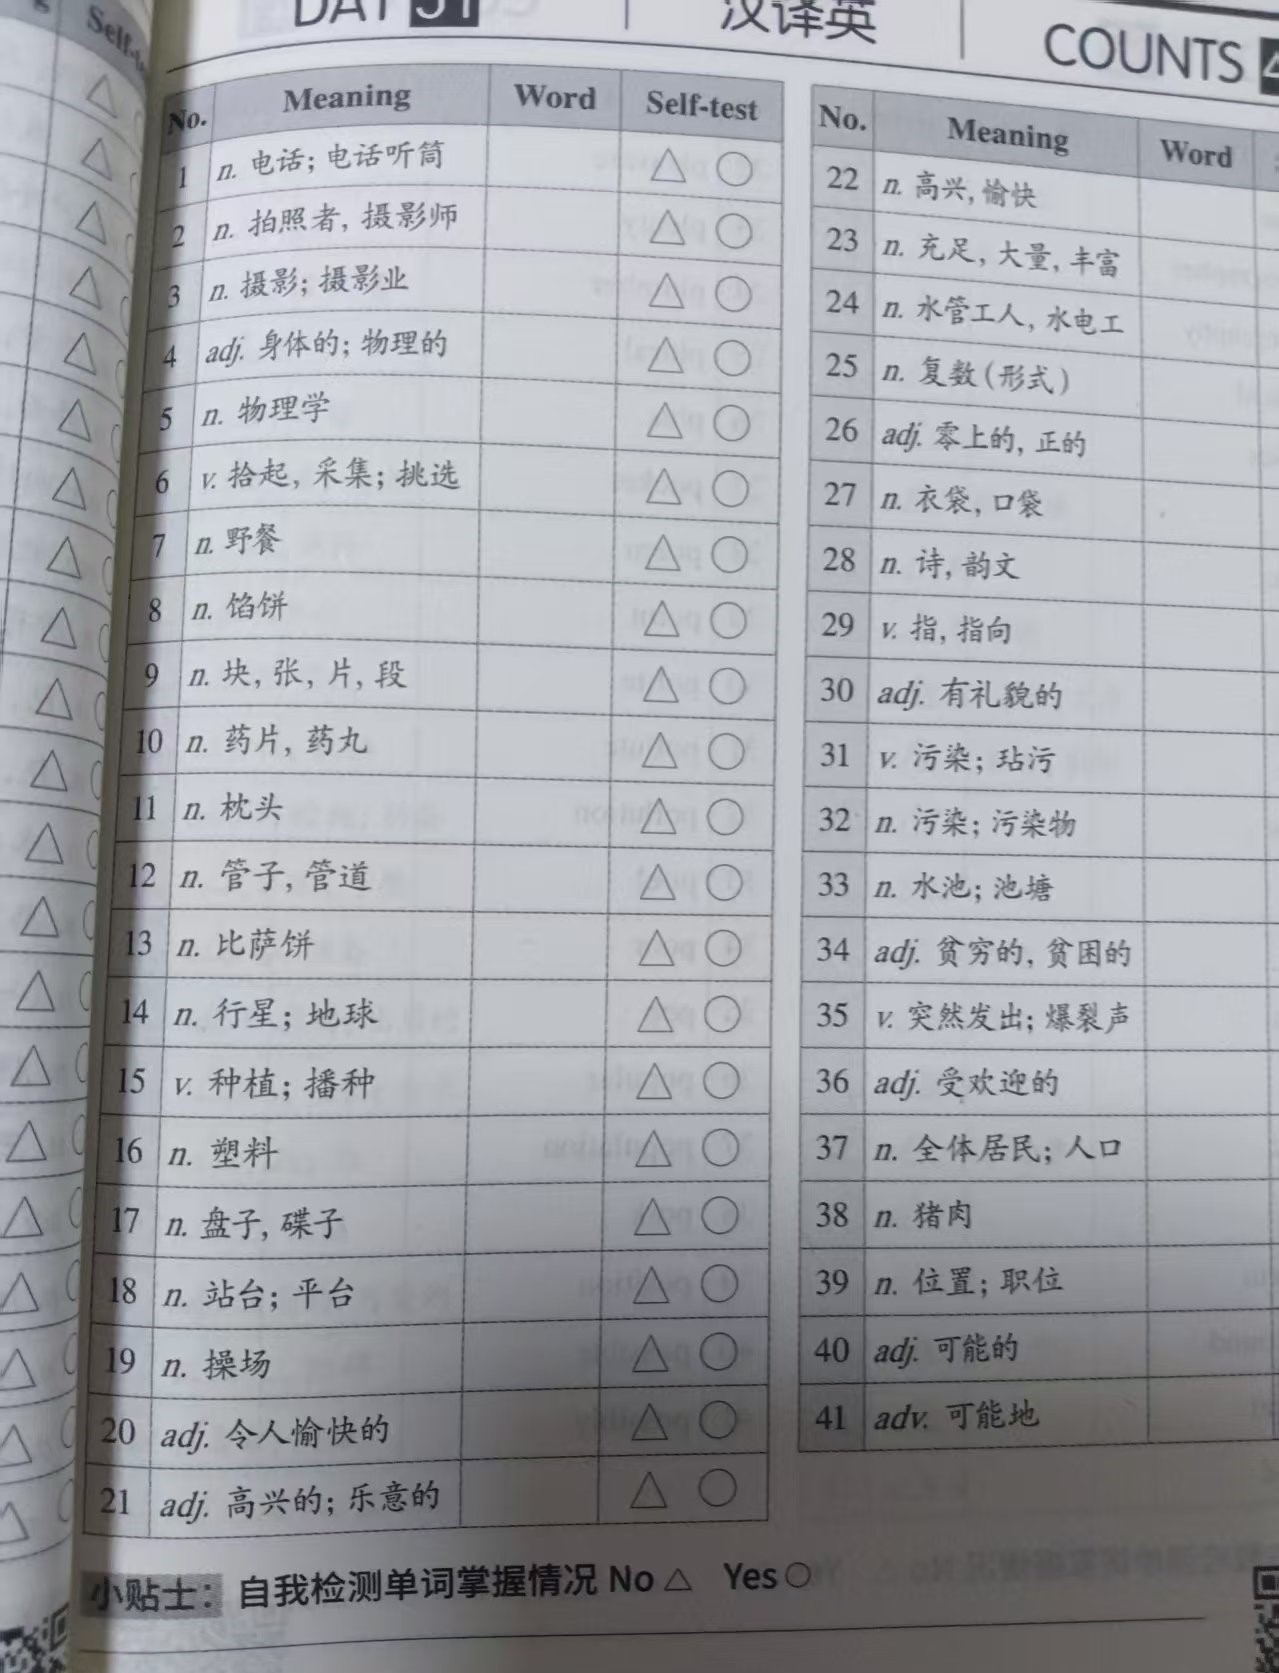 汉译英
COUNTS
No. Meaning Word Self-test
1 n. 电话; 电话听筒 △ ○
2 n. 拍照者, 摄影师 △ ○
3 n. 摄影; 摄影业 △ ○
4 adj. 身体的; 物理的 △ ○
5 n. 物理学 △ ○
6 v. 拾起, 采集; 挑选 △ ○
7 n. 野餐 △ ○
8 n. 馅饼 △ ○
9 n. 块, 张, 片, 段 △ ○
10 n. 药片, 药丸 △ ○
11 n. 枕头 △ ○
12 n. 管子, 管道 △ ○
13 n. 比萨饼 △ ○
14 n. 行星; 地球 △ ○
15 v. 种植; 播种 △ ○
16 n. 塑料 △ ○
17 n. 盘子, 碟子 △ ○
18 n. 站台; 平台 △ ○
19 n. 操场 △ ○
20 adj. 令人愉快的 △ ○
21 adj. 高兴的; 乐意的 △ ○
No. Meaning Word
22 n. 高兴, 愉快
23 n. 充足, 大量, 丰富
24 n. 水管工人, 水电工
25 n. 复数(形式)
26 adj. 零上的, 正的
27 n. 衣袋, 口袋
28 n. 诗, 韵文
29 v. 指, 指向
30 adj. 有礼貌的
31 v. 污染; 玷污
32 n. 污染; 污染物
33 n. 水池; 池塘
34 adj. 贫穷的, 贫困的
35 v. 突然发出; 爆裂声
36 adj. 受欢迎的
37 n. 全体居民; 人口
38 n. 猪肉
39 n. 位置; 职位
40 adj. 可能的
41 adv. 可能地
小贴士: 自我检测单词掌握情况 No △ Yes ○